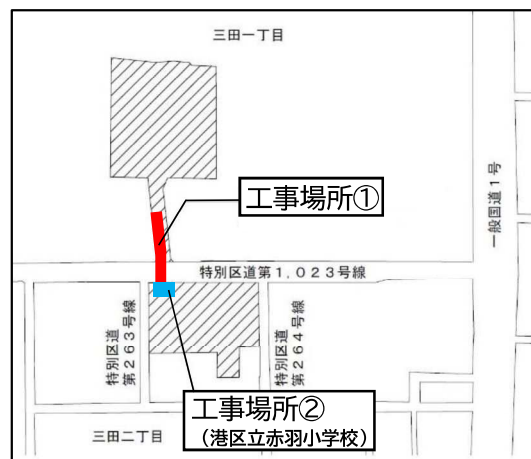 三田一丁目
工事場所①
一般国道1号
特別区道第1,023号線
特別区道
第263号線
特別区道
第264号線
工事場所②
(港区立赤羽小学校)
三田二丁目